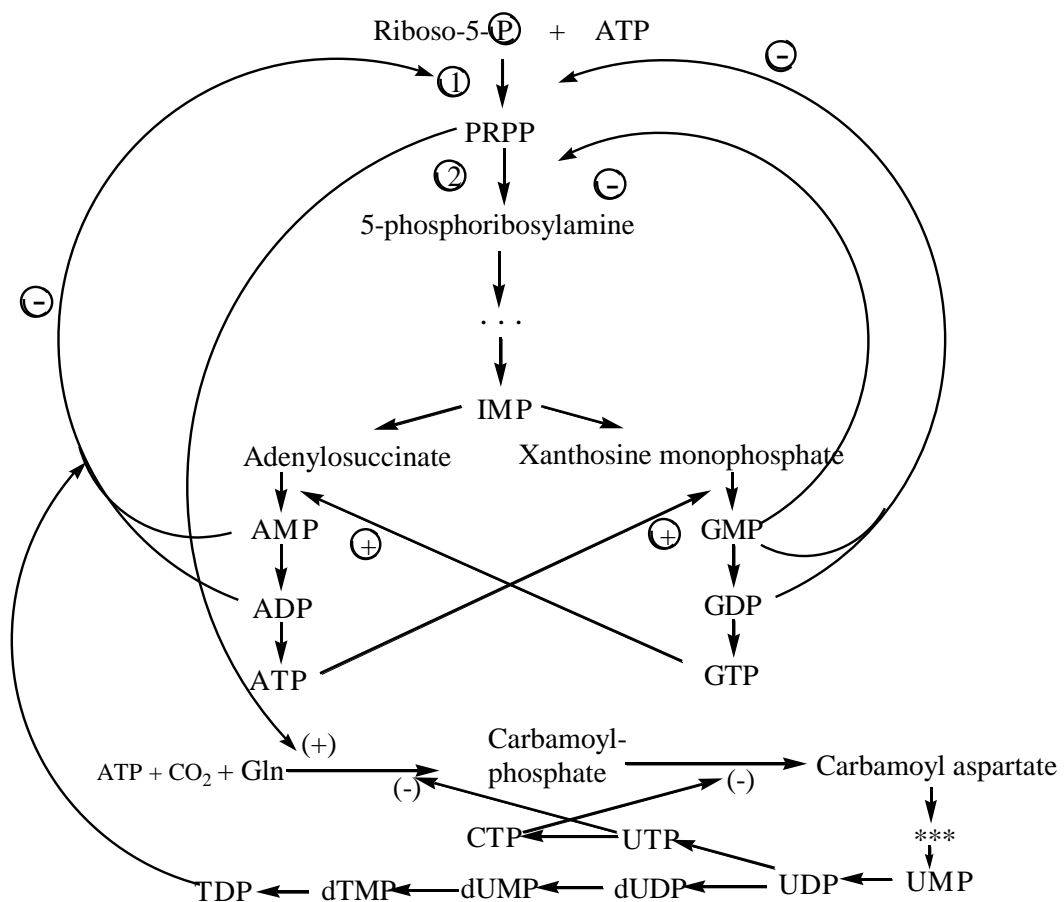 Riboso-5-P + ATP
-
1
PRPP
2
-
5-phosphoribosylamine
-
. . .
IMP
Adenylosuccinate
Xanthosine monophosphate
AMP
+
+
GMP
ADP
GDP
ATP
GTP
(+)
ATP + CO2 + Gln
(-)
Carbamoyl-
phosphate
(-)
Carbamoyl aspartate
***
CTP
UTP
TDP
dTMP
dUMP
dUDP
UDP
UMP